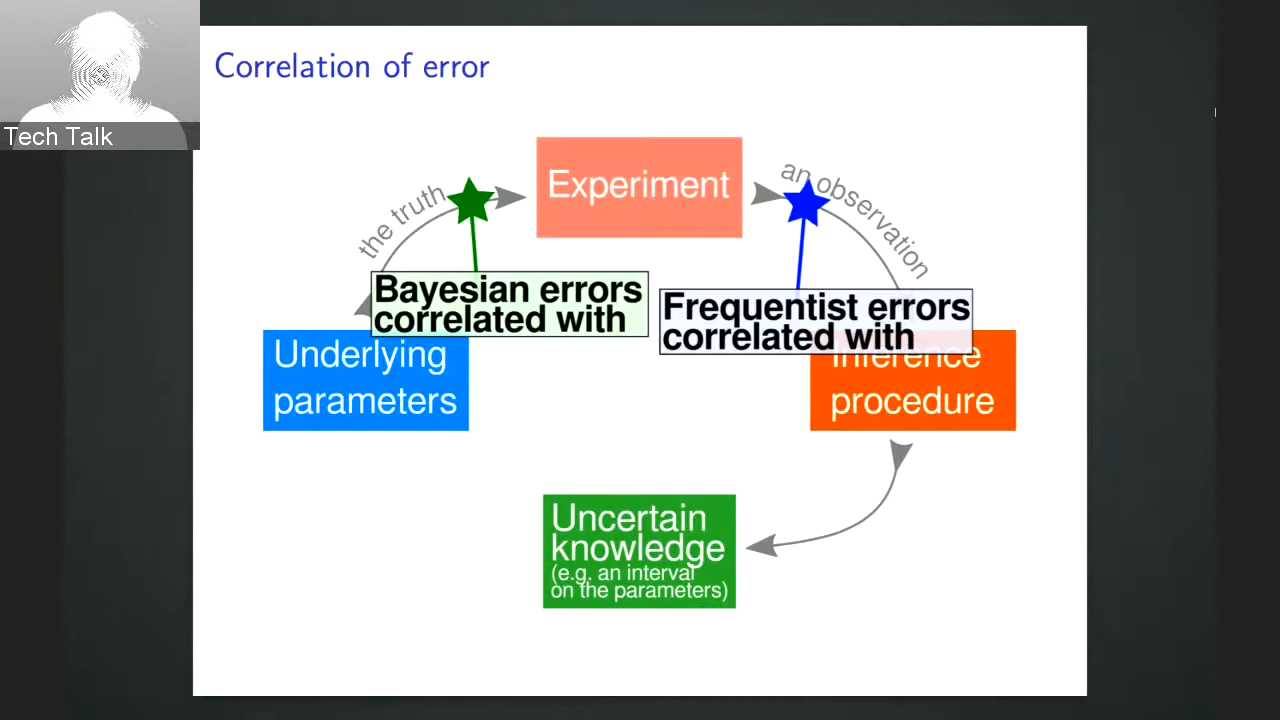 Tech Talk
Correlation of error
the truth
Experiment
an observation
Bayesian errors
correlated with
Frequentist errors
correlated with
Underlying
parameters
Inference
procedure
Uncertain
knowledge
(e.g. an interval
on the parameters)